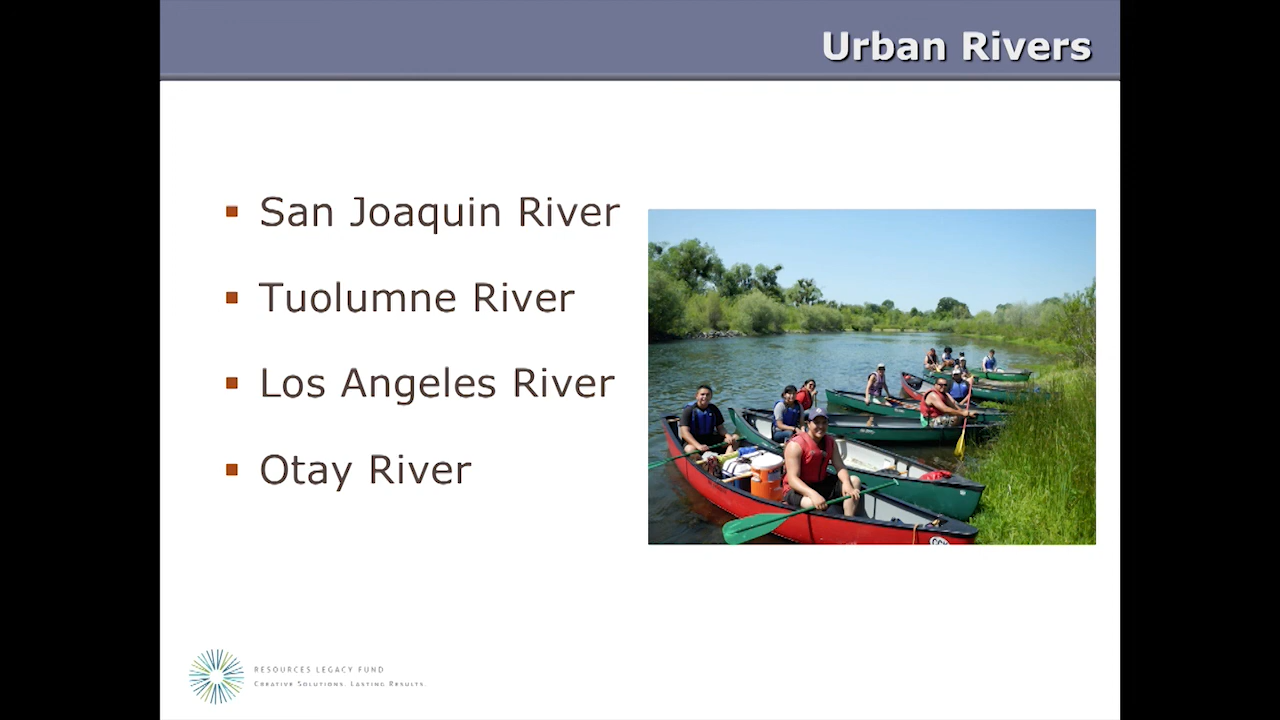 Urban Rivers
▪ San Joaquin River
▪ Tuolumne River
▪ Los Angeles River
▪ Otay River
RESOURCES LEGACY FUND
CREATIVE SOLUTIONS. LASTING RESULTS.